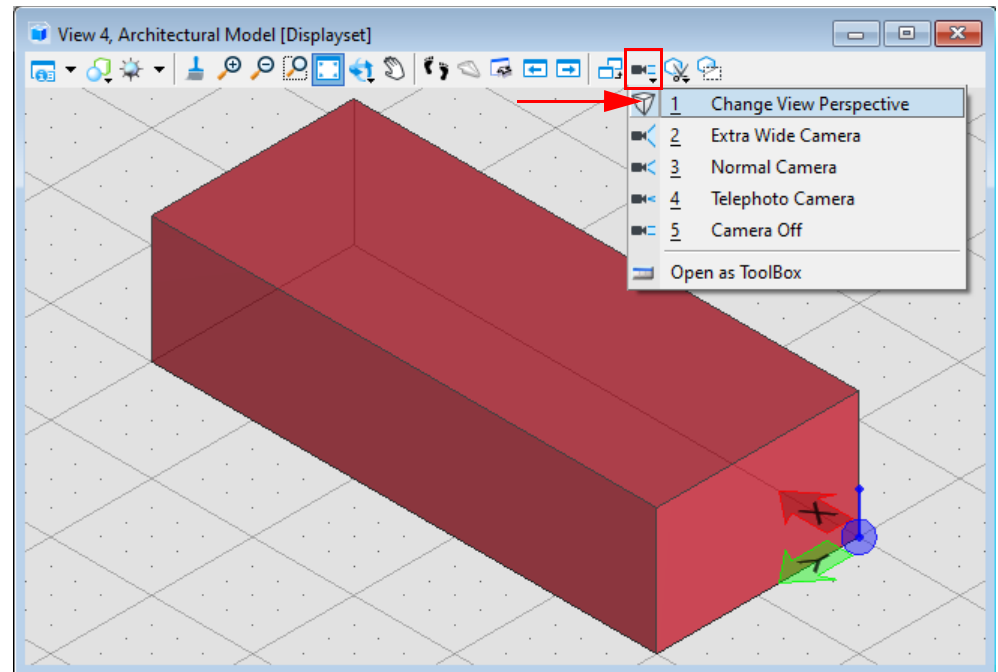 View 4, Architectural Model [Displayset]
1 Change View Perspective
2 Extra Wide Camera
3 Normal Camera
4 Telephoto Camera
5 Camera Off
Open as ToolBox
X
Y